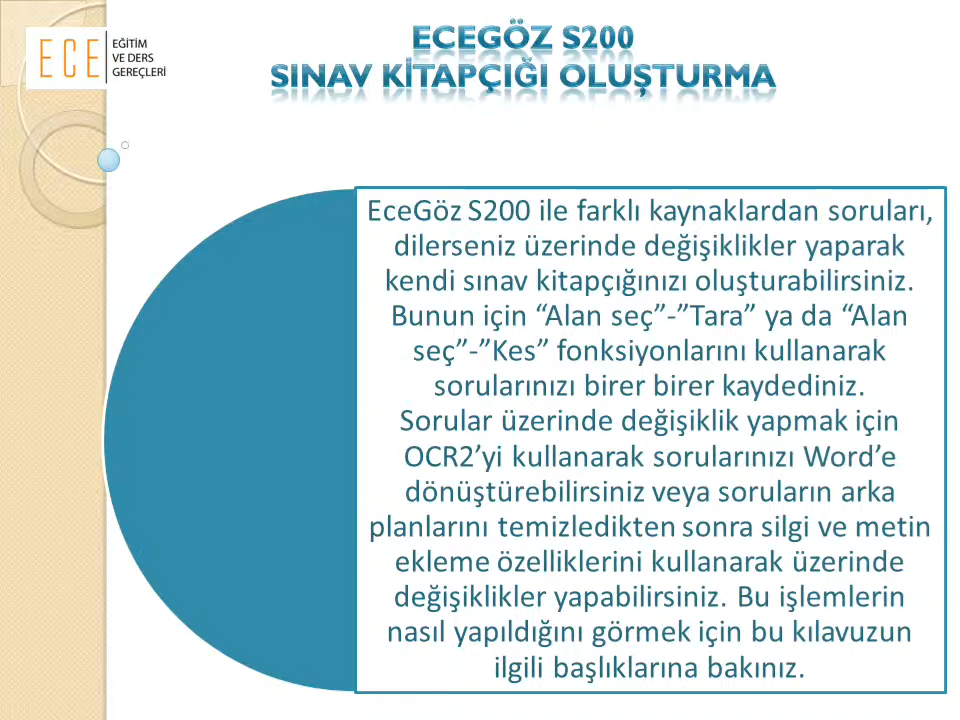 ECE
EĞİTİM
VE DERS
GEREÇLERİ
ECEGÖZ S200
SINAV KİTAPÇIĞI OLUŞTURMA
EceGöz S200 ile farklı kaynaklardan soruları,
dilerseniz üzerinde değişiklikler yaparak
kendi sınav kitapçığınızı oluşturabilirsiniz.
Bunun için “Alan seç”-”Tara” ya da “Alan
seç”-”Kes” fonksiyonlarını kullanarak
sorularınızı birer birer kaydediniz.
Sorular üzerinde değişiklik yapmak için
OCR2’yi kullanarak sorularınızı Word’e
dönüştürebilirsiniz veya soruların arka
planlarını temizledikten sonra silgi ve metin
ekleme özelliklerini kullanarak üzerinde
değişiklikler yapabilirsiniz. Bu işlemlerin
nasıl yapıldığını görmek için bu kılavuzun
ilgili başlıklarına bakınız.